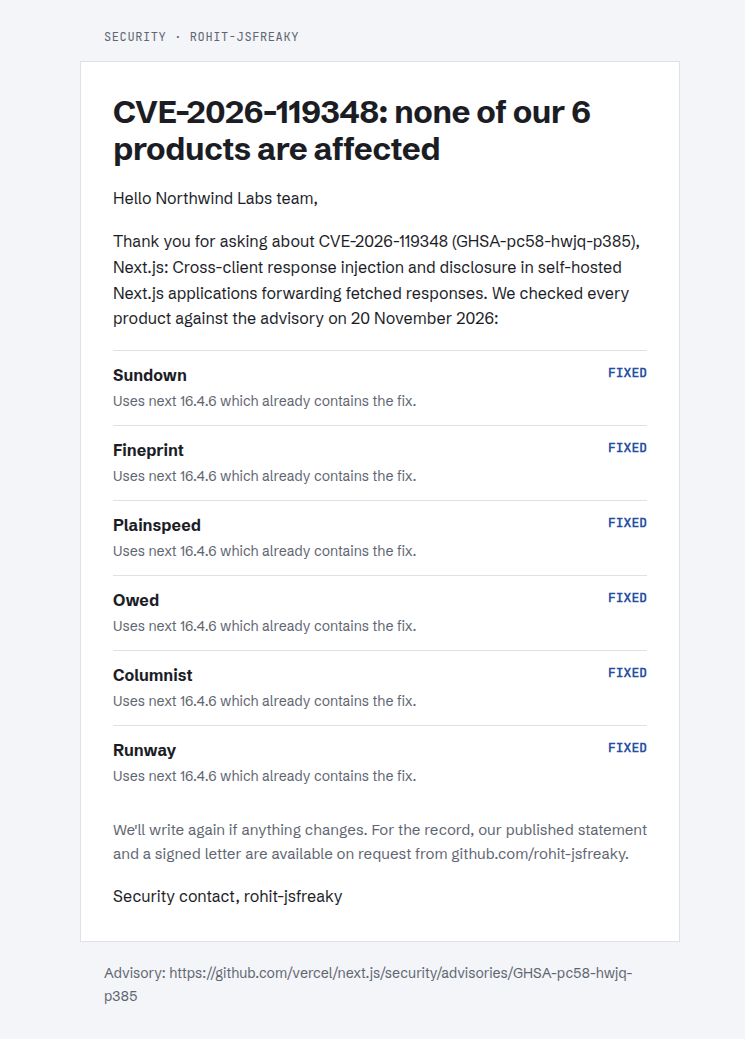 SECURITY · ROHIT-JSFREAKY
CVE-2026-119348: none of our 6
products are affected
Hello Northwind Labs team,
Thank you for asking about CVE-2026-119348 (GHSA-pc58-hwjq-p385),
Next.js: Cross-client response injection and disclosure in self-hosted
Next.js applications forwarding fetched responses. We checked every
product against the advisory on 20 November 2026:
Sundown FIXED
Uses next 16.4.6 which already contains the fix.
Fineprint FIXED
Uses next 16.4.6 which already contains the fix.
Plainspeed FIXED
Uses next 16.4.6 which already contains the fix.
Owed FIXED
Uses next 16.4.6 which already contains the fix.
Columnist FIXED
Uses next 16.4.6 which already contains the fix.
Runway FIXED
Uses next 16.4.6 which already contains the fix.
We'll write again if anything changes. For the record, our published statement
and a signed letter are available on request from github.com/rohit-jsfreaky.
Security contact, rohit-jsfreaky
Advisory: https://github.com/vercel/next.js/security/advisories/GHSA-pc58-hwjq-
p385